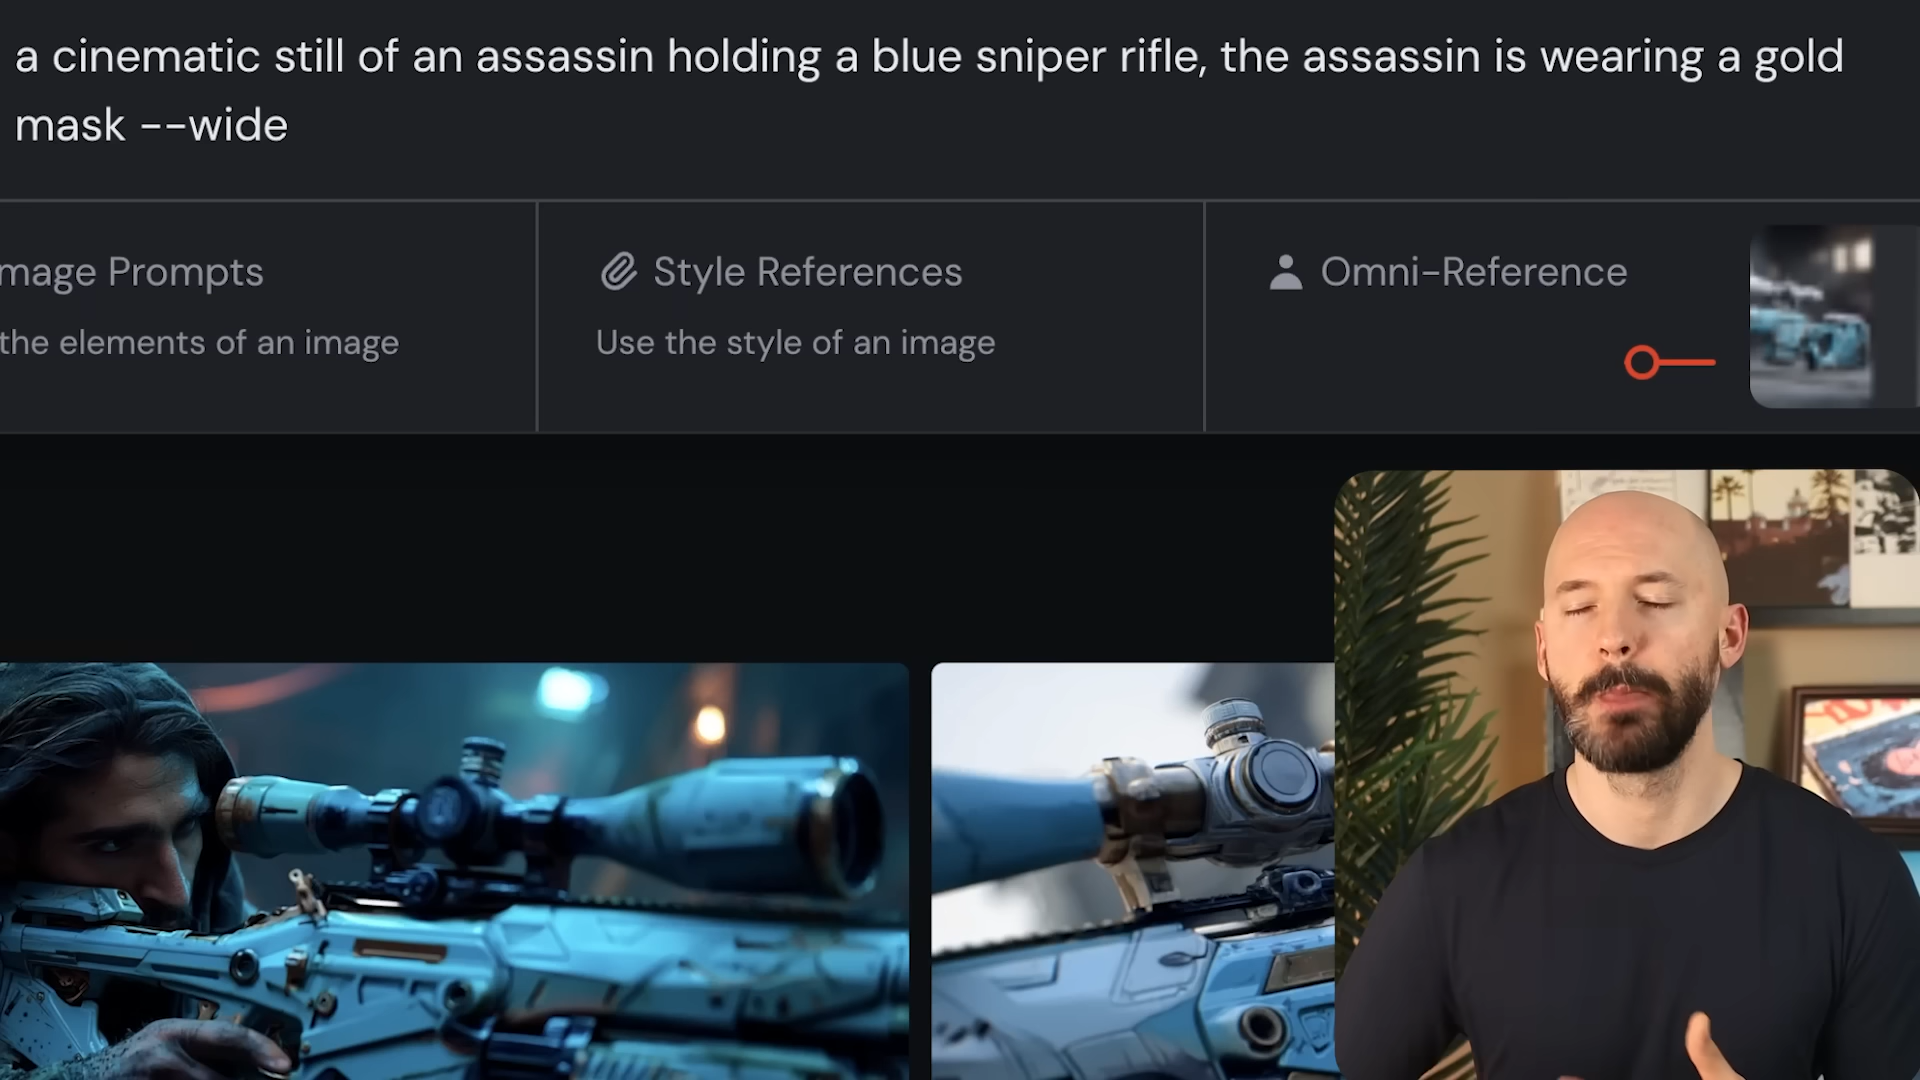 a cinematic still of an assassin holding a blue sniper rifle, the assassin is wearing a gold
mask --wide
mage Prompts
Style References
Omni-Reference
the elements of an image
Use the style of an image